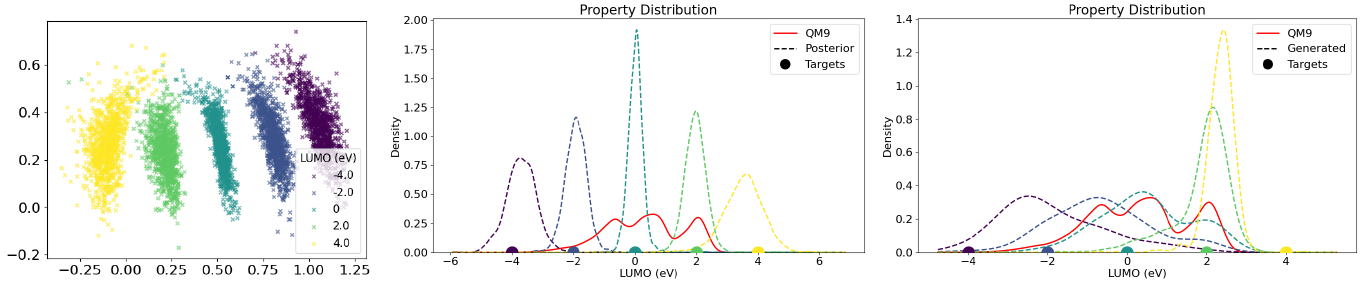 0.6
0.4
0.2
0.0
−0.2
−0.25 0.00 0.25 0.50 0.75 1.00 1.25
LUMO (eV)
-4.0
-2.0
0
2.0
4.0
Property Distribution
2.00
1.75
1.50
1.25
1.00
0.75
0.50
0.25
0.00
Density
−6 −4 −2 0 2 4 6
LUMO (eV)
QM9
Posterior
Targets
Property Distribution
1.4
1.2
1.0
0.8
0.6
0.4
0.2
0.0
Density
−4 −2 0 2 4
LUMO (eV)
QM9
Generated
Targets